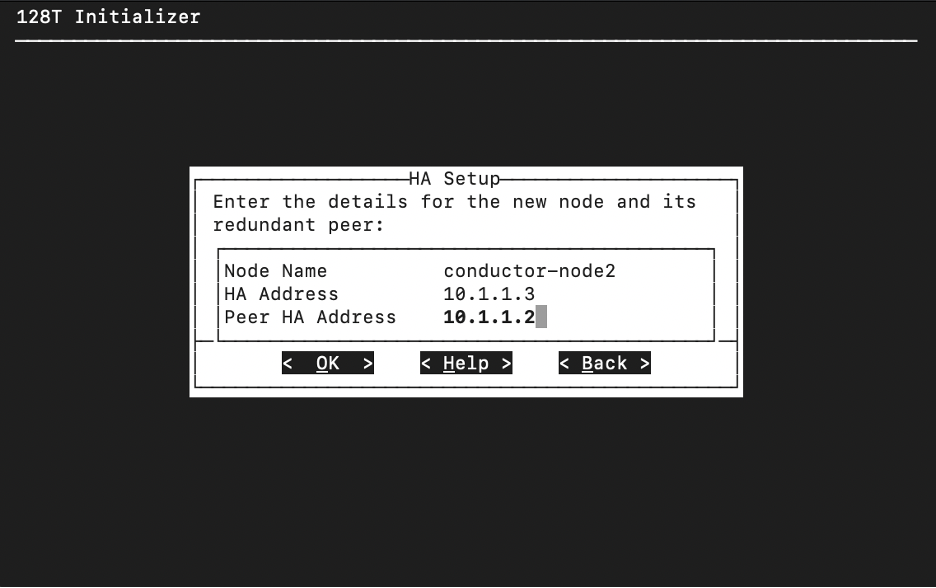 128T Initializer
HA Setup
Enter the details for the new node and its
redundant peer:
Node Name conductor-node2
HA Address 10.1.1.3
Peer HA Address 10.1.1.2
< OK > < Help > < Back >